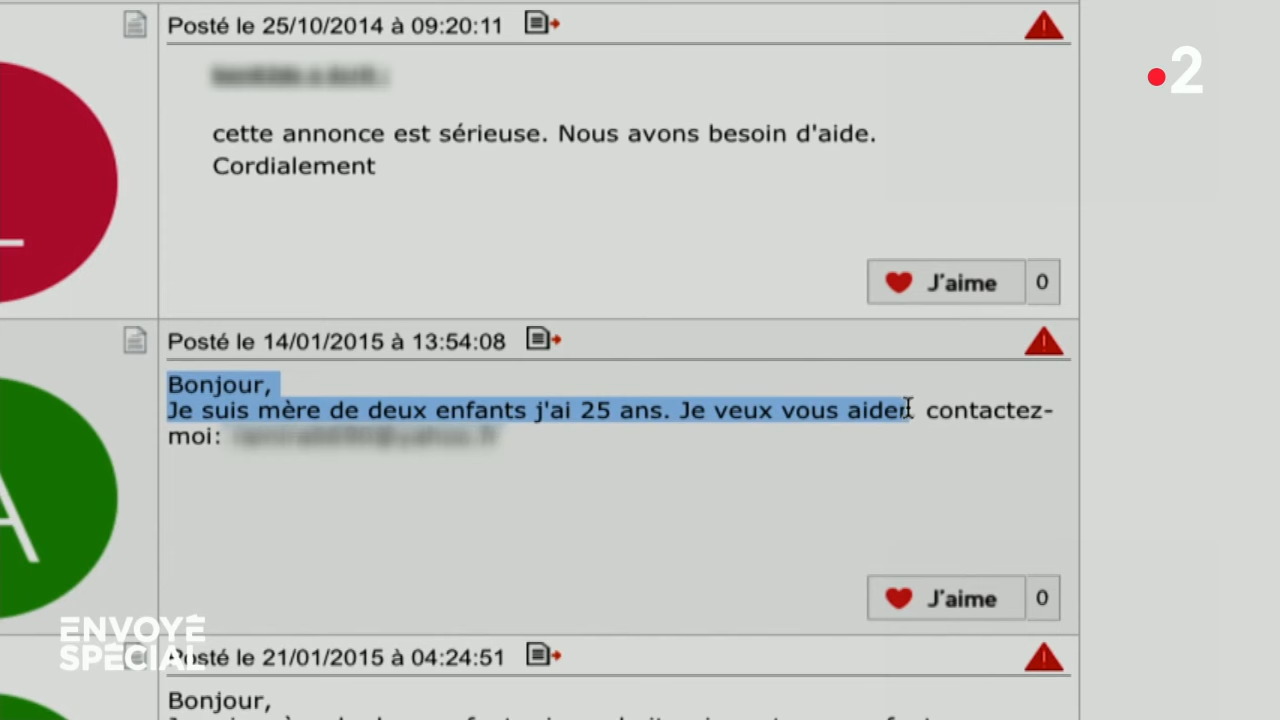 Posté le 25/10/2014 à 09:20:11
2
cette annonce est sérieuse. Nous avons besoin d'aide.
Cordialement
J'aime 0
Posté le 14/01/2015 à 13:54:08
Bonjour,
Je suis mère de deux enfants j'ai 25 ans. Je veux vous aider, contactez-
moi:
A
J'aime 0
ENVOYÉ
SPÉCIAL
Posté le 21/01/2015 à 04:24:51
Bonjour,